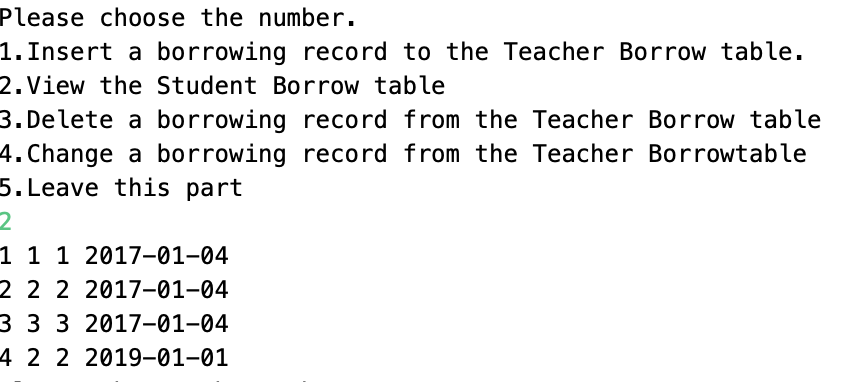 Please choose the number.
1.Insert a borrowing record to the Teacher Borrow table.
2.View the Student Borrow table
3.Delete a borrowing record from the Teacher Borrow table
4.Change a borrowing record from the Teacher Borrowtable
5.Leave this part
2
1 1 1 2017-01-04
2 2 2 2017-01-04
3 3 3 2017-01-04
4 2 2 2019-01-01